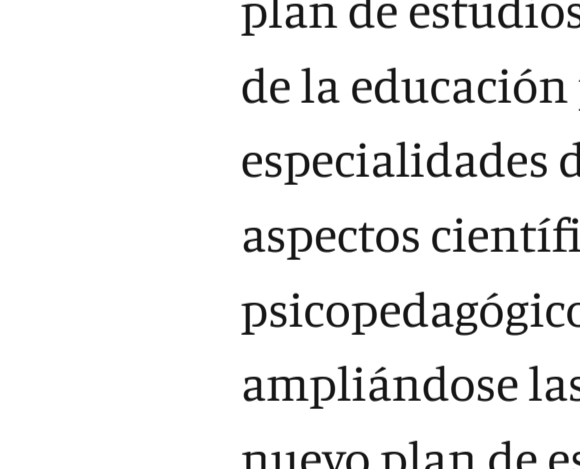 plan de estudios
de la educación
especialidades d
aspectos científi
psicopedagógico
ampliándose las
nuevo plan de es